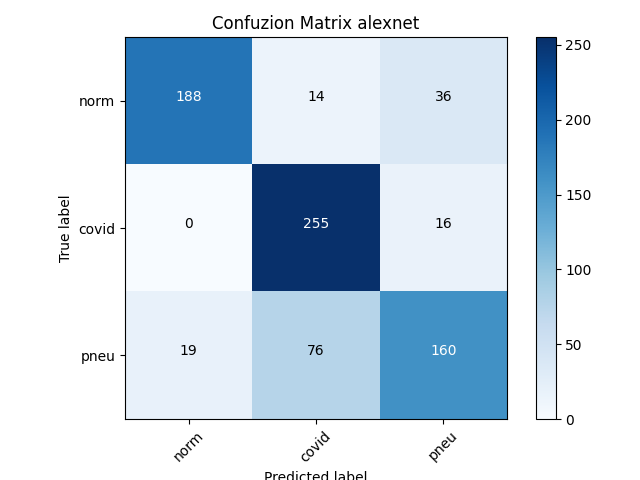 Confuzion Matrix alexnet
norm 188 14 36
covid 0 255 16
pneu 19 76 160
norm covid pneu
True label
Predicted label
250
200
150
100
50
0